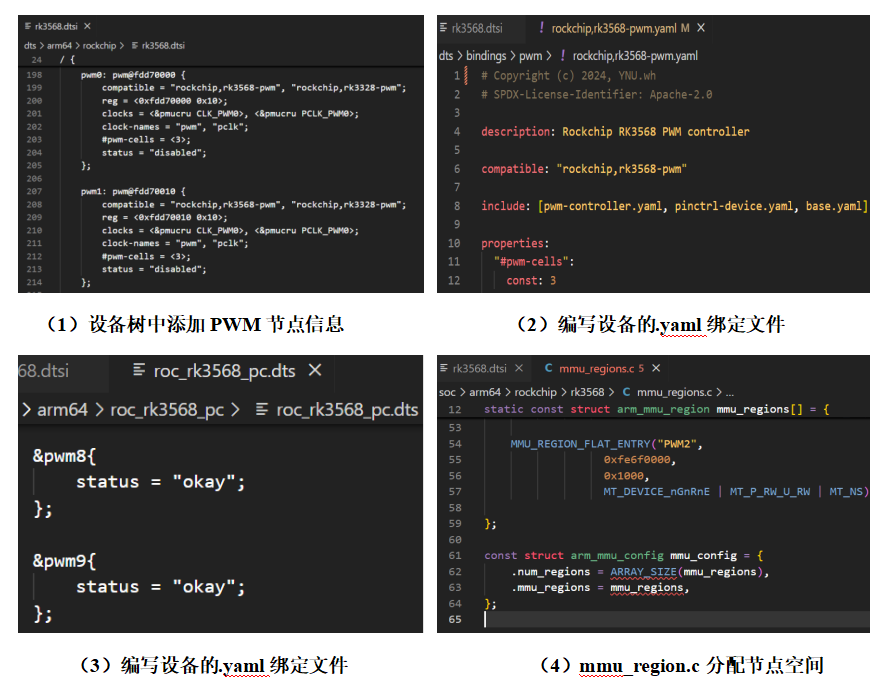 rk3568.dtsi ×
dts > arm64 > rockchip > rk3568.dtsi
24 / {
198 pwm0: pwm@fdd70000 {
199 compatible = "rockchip,rk3568-pwm", "rockchip,rk3328-pwm";
200 reg = <0xfdd70000 0x10>;
201 clocks = <&pmucru CLK_PWM0>, <&pmucru PCLK_PWM0>;
202 clock-names = "pwm", "pclk";
203 #pwm-cells = <3>;
204 status = "disabled";
205 };
206
207 pwm1: pwm@fdd70010 {
208 compatible = "rockchip,rk3568-pwm", "rockchip,rk3328-pwm";
209 reg = <0xfdd70010 0x10>;
210 clocks = <&pmucru CLK_PWM0>, <&pmucru PCLK_PWM0>;
211 clock-names = "pwm", "pclk";
212 #pwm-cells = <3>;
213 status = "disabled";
214 };
（1）设备树中添加 PWM 节点信息
rk3568.dtsi ! rockchip,rk3568-pwm.yaml M ×
dts > bindings > pwm > ! rockchip,rk3568-pwm.yaml
1 # Copyright (c) 2024, YNU.wh
2 # SPDX-License-Identifier: Apache-2.0
3
4 description: Rockchip RK3568 PWM controller
5
6 compatible: "rockchip,rk3568-pwm"
7
8 include: [pwm-controller.yaml, pinctrl-device.yaml, base.yaml]
9
10 properties:
11 "#pwm-cells":
12 const: 3
（2）编写设备的.yaml 绑定文件
68.dtsi roc_rk3568_pc.dts ×
> arm64 > roc_rk3568_pc > roc_rk3568_pc.dts
&pwm8{
status = "okay";
};
&pwm9{
status = "okay";
};
（3）编写设备的.yaml 绑定文件
rk3568.dtsi C mmu_regions.c 5 ×
soc > arm64 > rockchip > rk3568 > C mmu_regions.c > ...
12 static const struct arm_mmu_region mmu_regions[] = {
53
54 MMU_REGION_FLAT_ENTRY("PWM2",
55 0xfe6f0000,
56 0x1000,
57 MT_DEVICE_nGnRnE | MT_P_RW_U_RW | MT_NS)
58
59 };
60
61 const struct arm_mmu_config mmu_config = {
62 .num_regions = ARRAY_SIZE(mmu_regions),
63 .mmu_regions = mmu_regions,
64 };
65
（4）mmu_region.c 分配节点空间